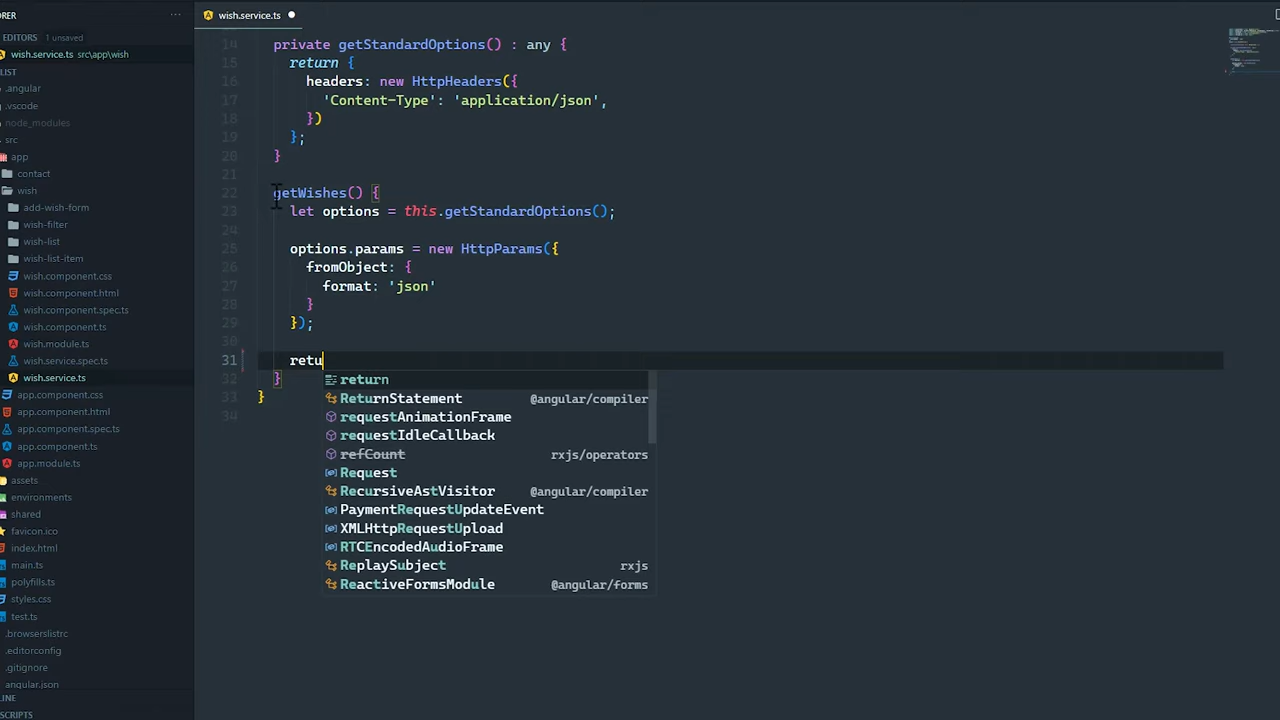 RER
···
wish.service.ts
EDITORS 1 unsaved
wish.service.ts src\app\wish
LIST
.angular
.vscode
node_modules
src
app
contact
wish
add-wish-form
wish-filter
wish-list
wish-list-item
wish.component.css
wish.component.html
wish.component.spec.ts
wish.component.ts
wish.module.ts
wish.service.spec.ts
wish.service.ts
app.component.css
app.component.html
app.component.spec.ts
app.component.ts
app.module.ts
assets
environments
shared
favicon.ico
index.html
main.ts
polyfills.ts
styles.css
test.ts
.browserslistrc
.editorconfig
.gitignore
angular.json
LINE
SCRIPTS
14 private getStandardOptions() : any {
15 return {
16 headers: new HttpHeaders({
17 'Content-Type': 'application/json',
18 })
19 };
20 }
21
22 getWishes() {
23 let options = this.getStandardOptions();
24
25 options.params = new HttpParams({
26 fromObject: {
27 format: 'json'
28 }
29 });
30
31 retu
32 }
33 }
34
return
ReturnStatement @angular/compiler
requestAnimationFrame
requestIdleCallback
refCount rxjs/operators
Request
RecursiveAstVisitor @angular/compiler
PaymentRequestUpdateEvent
XMLHttpRequestUpload
RTCEncodedAudioFrame
ReplaySubject rxjs
ReactiveFormsModule @angular/forms